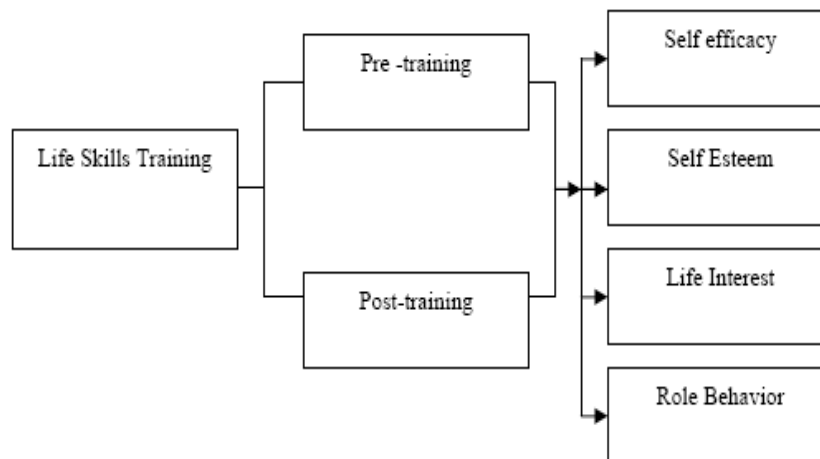 Life Skills Training
Pre -training
Post-training
Self efficacy
Self Esteem
Life Interest
Role Behavior